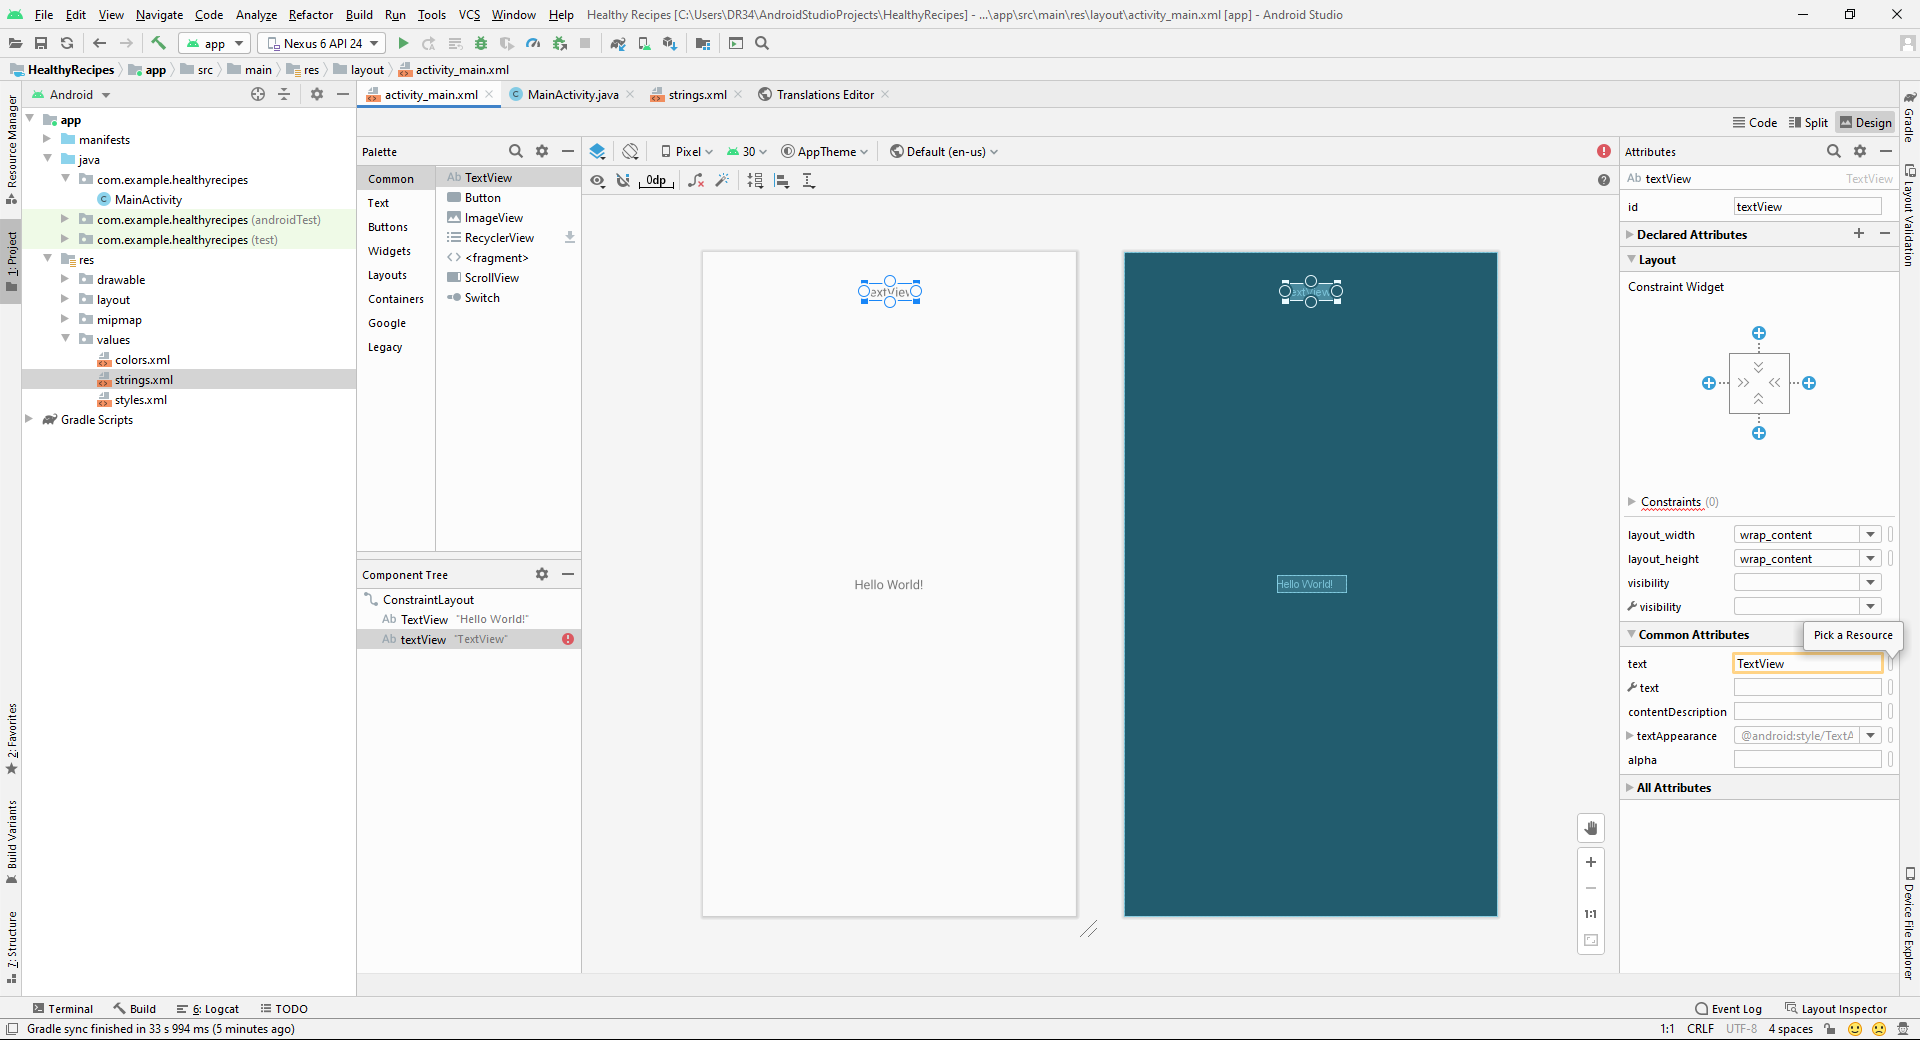 File Edit View Navigate Code Analyze Refactor Build Run Tools VCS Window Help Healthy Recipes [C:\Users\DR34\AndroidStudioProjects\HealthyRecipes] - ...\app\src\main\res\layout\activity_main.xml [app] - Android Studio
app Nexus 6 API 24
HealthyRecipes app src main res layout activity_main.xml
Android
activity_main.xml MainActivity.java strings.xml Translations Editor
Code Split Design
Resource Manager
1: Project
2: Favorites
Build Variants
7: Structure
app
manifests
java
com.example.healthyrecipes
MainActivity
com.example.healthyrecipes (androidTest)
com.example.healthyrecipes (test)
res
drawable
layout
mipmap
values
colors.xml
strings.xml
styles.xml
Gradle Scripts
Palette
Common
Text
Buttons
Widgets
Layouts
Containers
Google
Legacy
Ab TextView
Button
ImageView
RecyclerView
<fragment>
ScrollView
Switch
Component Tree
ConstraintLayout
Ab TextView "Hello World!"
Ab textView "TextView"
Pixel 30 AppTheme Default (en-us)
0dp
TextView
Hello World!
TextView
Hello World!
1:1
Attributes
Ab textView TextView
id textView
Declared Attributes
Layout
Constraint Widget
Constraints (0)
layout_width wrap_content
layout_height wrap_content
visibility
visibility
Common Attributes
Pick a Resource
text TextView
text
contentDescription
textAppearance @android:style/TextA
alpha
All Attributes
Gradle
Layout Validation
Device File Explorer
Terminal Build 6: Logcat TODO Event Log Layout Inspector
Gradle sync finished in 33 s 994 ms (5 minutes ago) 1:1 CRLF UTF-8 4 spaces